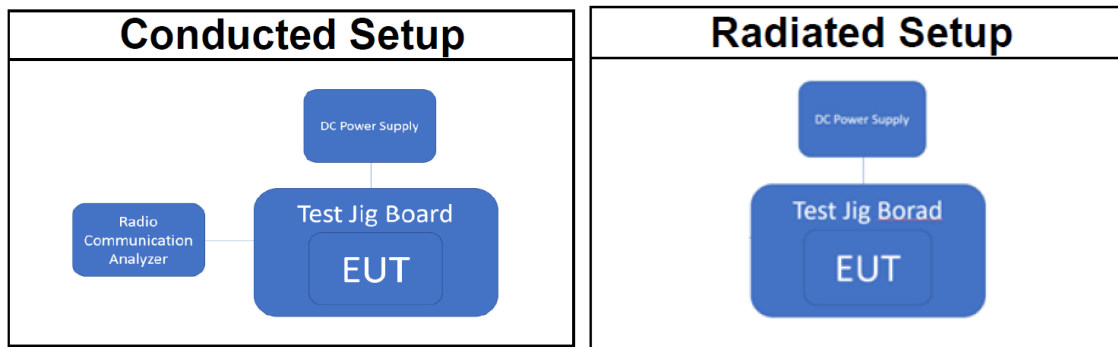 Conducted Setup
DC Power Supply
Test Jig Board
Radio
Communication
Analyzer
EUT
Radiated Setup
DC Power Supply
Test Jig Borad
EUT